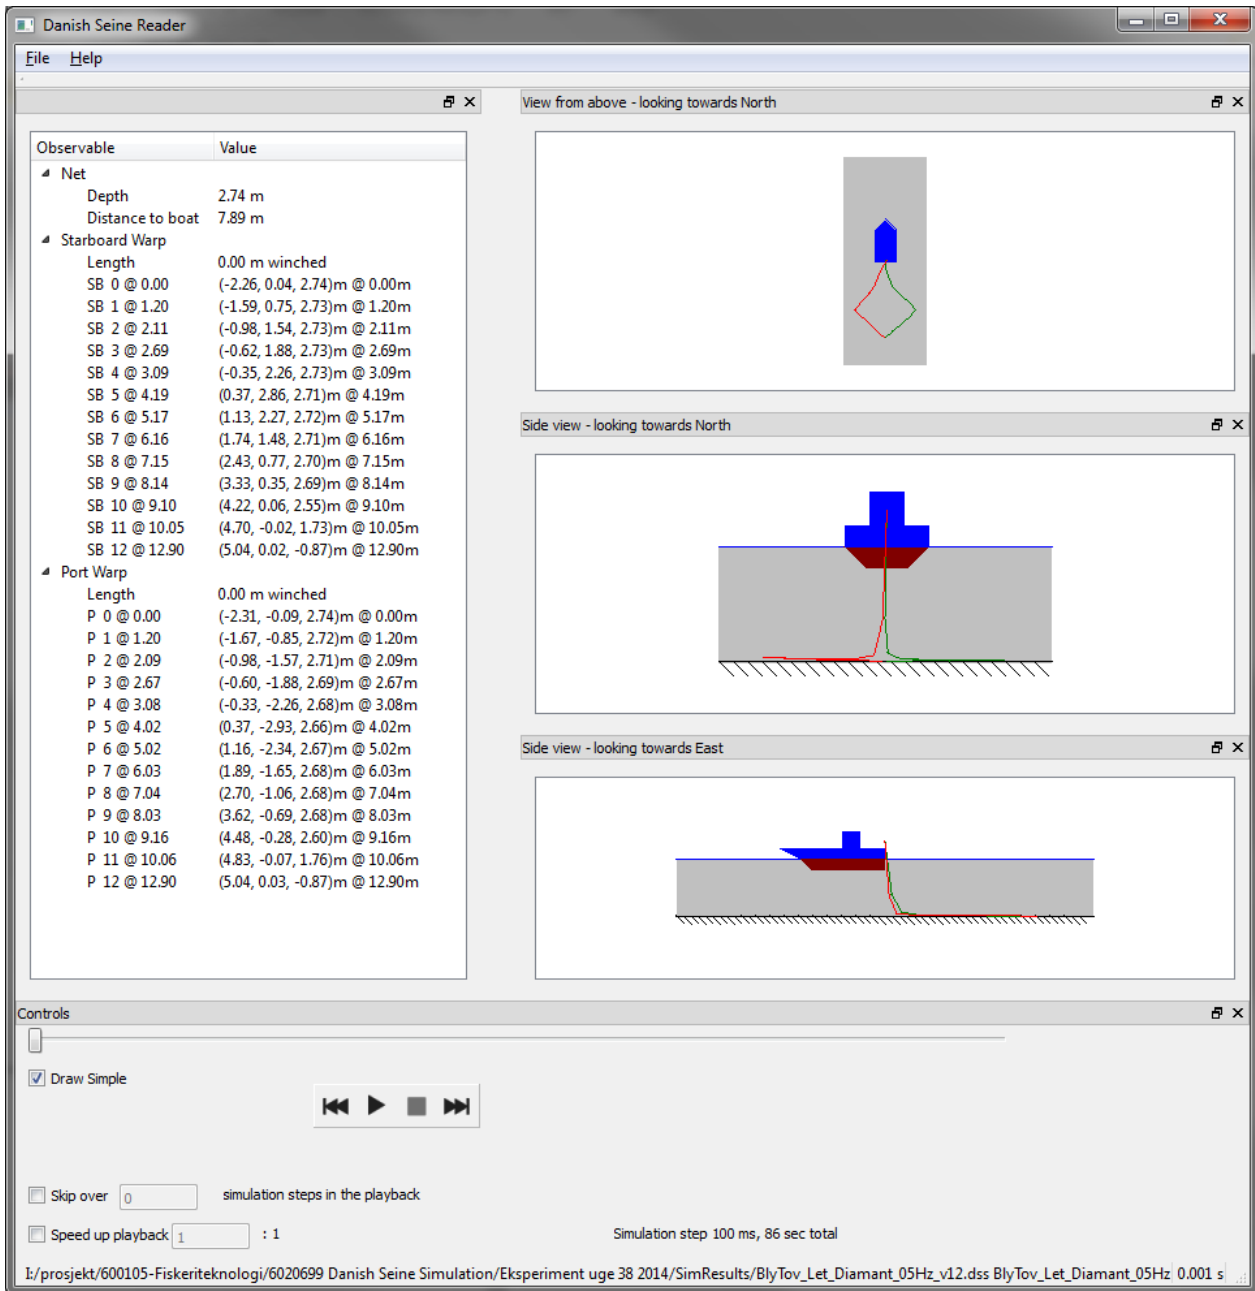 Danish Seine Reader
File Help
Observable Value
Net
Depth 2.74 m
Distance to boat 7.89 m
Starboard Warp
Length 0.00 m winched
SB 0 @ 0.00 (-2.26, 0.04, 2.74)m @ 0.00m
SB 1 @ 1.20 (-1.59, 0.75, 2.73)m @ 1.20m
SB 2 @ 2.11 (-0.98, 1.54, 2.73)m @ 2.11m
SB 3 @ 2.69 (-0.62, 1.88, 2.73)m @ 2.69m
SB 4 @ 3.09 (-0.35, 2.26, 2.73)m @ 3.09m
SB 5 @ 4.19 (0.37, 2.86, 2.71)m @ 4.19m
SB 6 @ 5.17 (1.13, 2.27, 2.72)m @ 5.17m
SB 7 @ 6.16 (1.74, 1.48, 2.71)m @ 6.16m
SB 8 @ 7.15 (2.43, 0.77, 2.70)m @ 7.15m
SB 9 @ 8.14 (3.33, 0.35, 2.69)m @ 8.14m
SB 10 @ 9.10 (4.22, 0.06, 2.55)m @ 9.10m
SB 11 @ 10.05 (4.70, -0.02, 1.73)m @ 10.05m
SB 12 @ 12.90 (5.04, 0.02, -0.87)m @ 12.90m
Port Warp
Length 0.00 m winched
P 0 @ 0.00 (-2.31, -0.09, 2.74)m @ 0.00m
P 1 @ 1.20 (-1.67, -0.85, 2.72)m @ 1.20m
P 2 @ 2.09 (-0.98, -1.57, 2.71)m @ 2.09m
P 3 @ 2.67 (-0.60, -1.88, 2.69)m @ 2.67m
P 4 @ 3.08 (-0.33, -2.26, 2.68)m @ 3.08m
P 5 @ 4.02 (0.37, -2.93, 2.66)m @ 4.02m
P 6 @ 5.02 (1.16, -2.34, 2.67)m @ 5.02m
P 7 @ 6.03 (1.89, -1.65, 2.68)m @ 6.03m
P 8 @ 7.04 (2.70, -1.06, 2.68)m @ 7.04m
P 9 @ 8.03 (3.62, -0.69, 2.68)m @ 8.03m
P 10 @ 9.16 (4.48, -0.28, 2.60)m @ 9.16m
P 11 @ 10.06 (4.83, -0.07, 1.76)m @ 10.06m
P 12 @ 12.90 (5.04, 0.03, -0.87)m @ 12.90m
View from above - looking towards North
Side view - looking towards North
Side view - looking towards East
Controls
Draw Simple
Skip over 0 simulation steps in the playback
Speed up playback 1 : 1
Simulation step 100 ms, 86 sec total
I:/prosjekt/600105-Fiskeriteknologi/6020699 Danish Seine Simulation/Eksperiment uge 38 2014/SimResults/BlyTov_Let_Diamant_05Hz_v12.dss BlyTov_Let_Diamant_05Hz 0.001 s